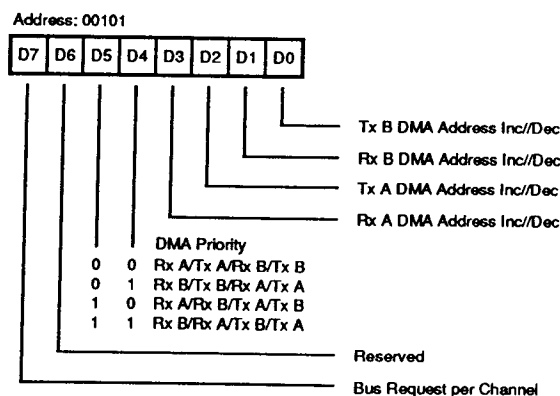 Address: 00101
D7 D6 D5 D4 D3 D2 D1 D0
Tx B DMA Address Inc//Dec
Rx B DMA Address Inc//Dec
Tx A DMA Address Inc//Dec
Rx A DMA Address Inc//Dec
DMA Priority
0 0 Rx A/Tx A/Rx B/Tx B
0 1 Rx B/Tx B/Rx A/Tx A
1 0 Rx A/Rx B/Tx A/Tx B
1 1 Rx B/Rx A/Tx B/Tx A
Reserved
Bus Request per Channel